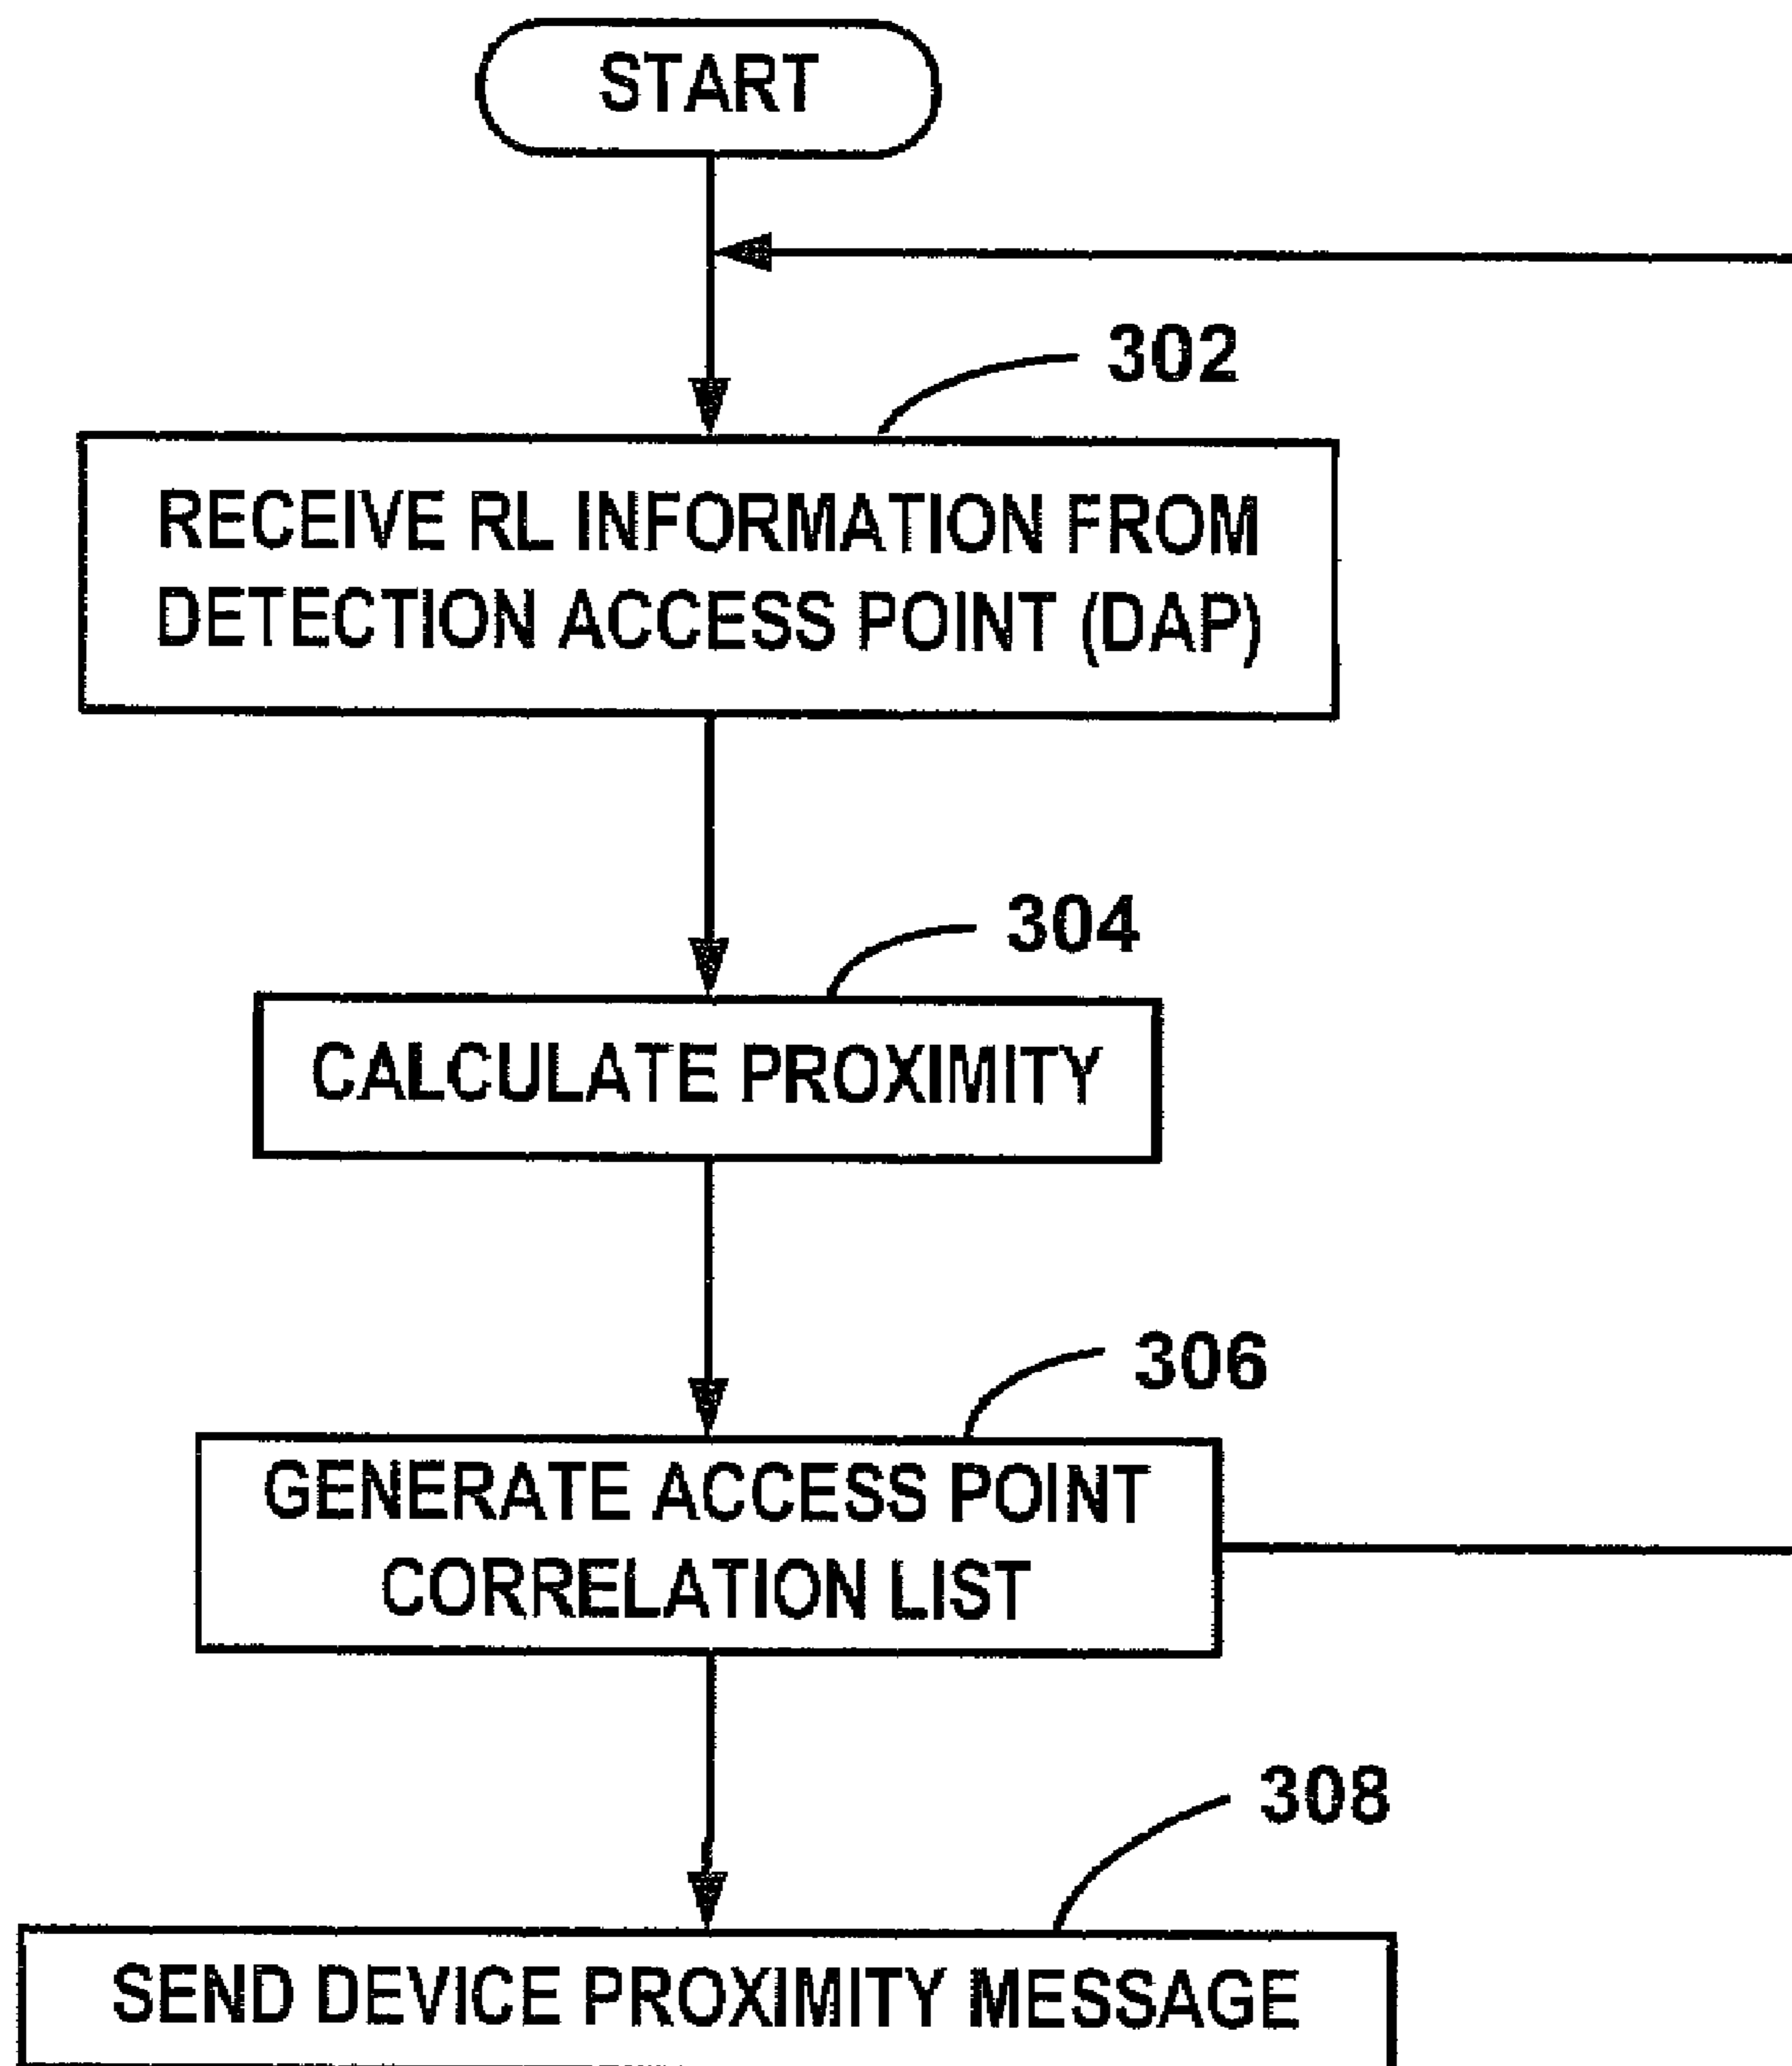 START
302
RECEIVE RL INFORMATION FROM
DETECTION ACCESS POINT (DAP)
304
CALCULATE PROXIMITY
306
GENERATE ACCESS POINT
CORRELATION LIST
308
SEND DEVICE PROXIMITY MESSAGE